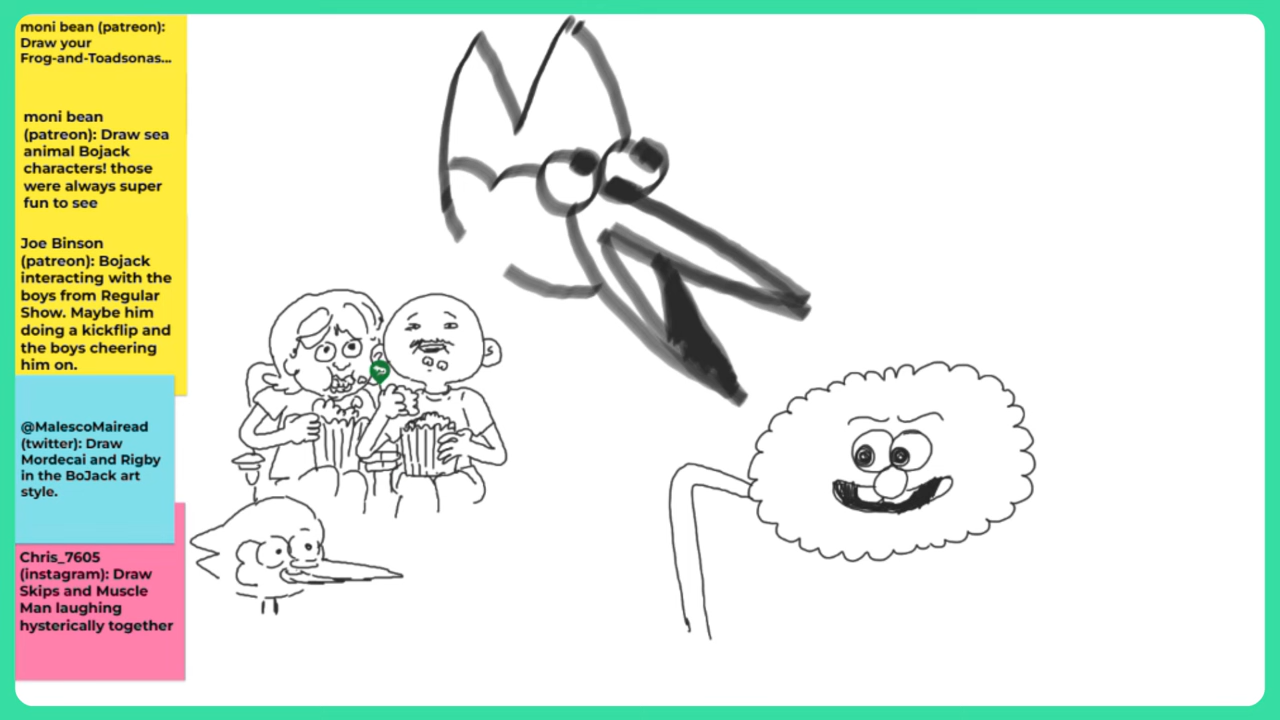 moni bean (patreon):
Draw your
Frog-and-Toadsonas...
moni bean
(patreon): Draw sea
animal Bojack
characters! those
were always super
fun to see
Joe Binson
(patreon): Bojack
interacting with the
boys from Regular
Show. Maybe him
doing a kickflip and
the boys cheering
him on.
@MalescoMairead
(twitter): Draw
Mordecai and Rigby
in the BoJack art
style.
Chris_7605
(instagram): Draw
Skips and Muscle
Man laughing
hysterically together